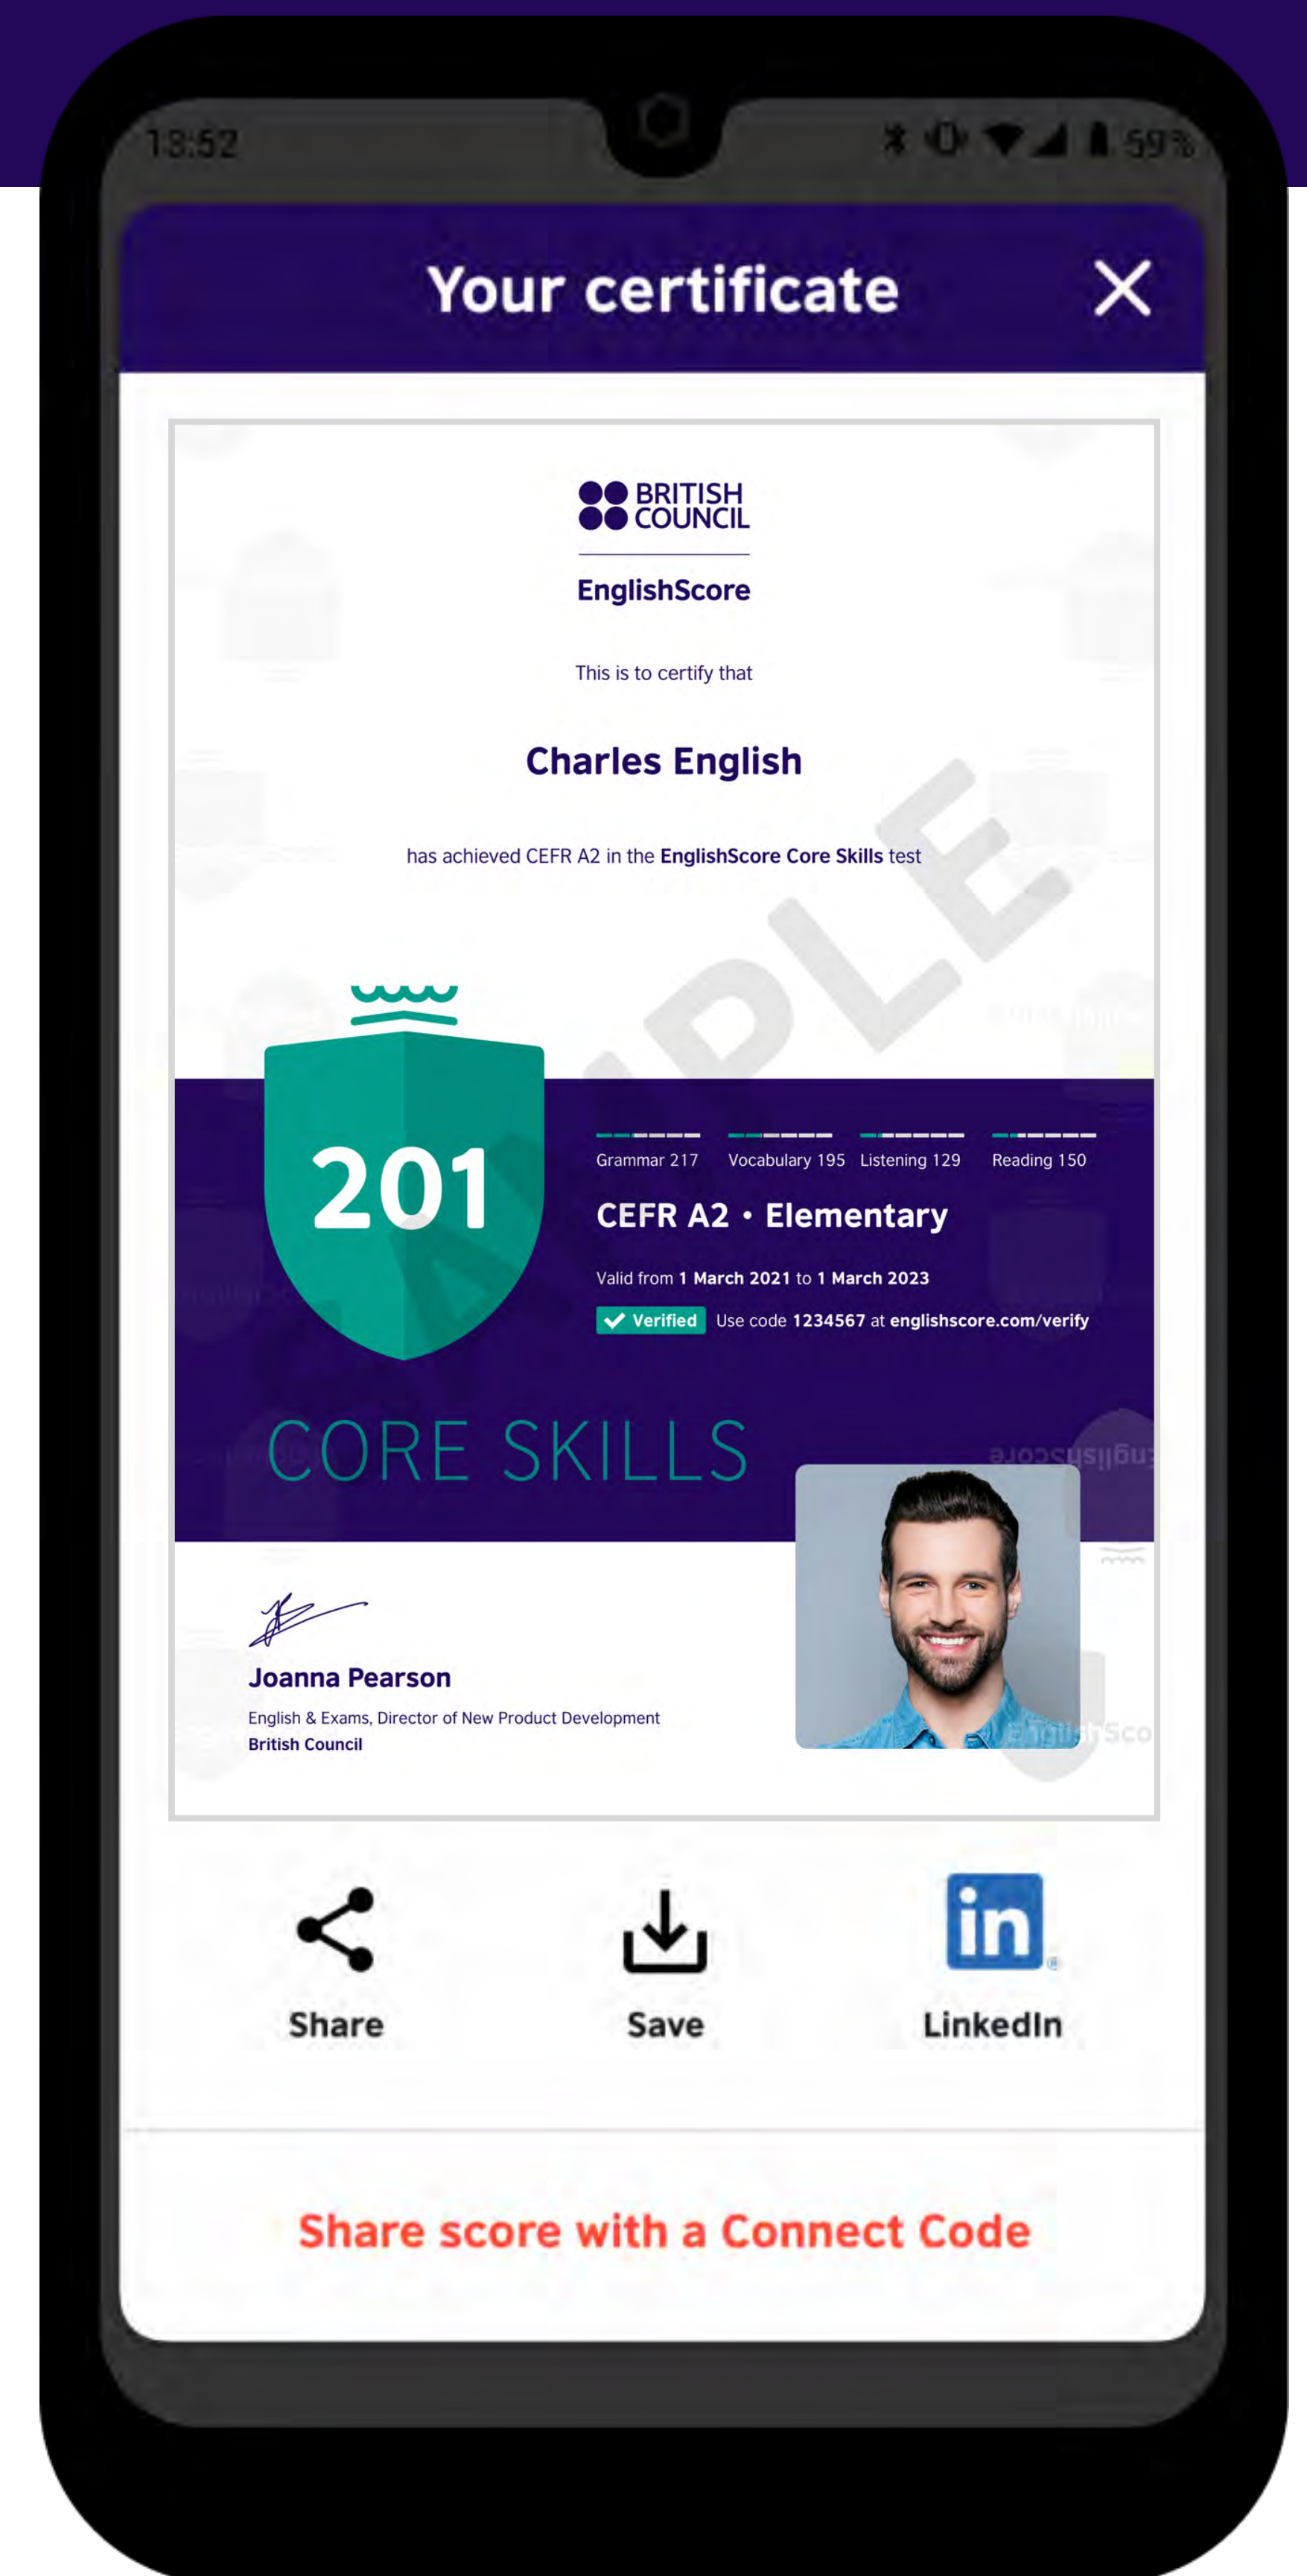 13:52
59%
Your certificate
BRITISH
COUNCIL
EnglishScore
This is to certify that
Charles English
has achieved CEFR A2 in the EnglishScore Core Skills test
SAMPLE
201
Grammar 217 Vocabulary 195 Listening 129 Reading 150
CEFR A2 • Elementary
Valid from 1 March 2021 to 1 March 2023
Verified Use code 1234567 at englishscore.com/verify
CORE SKILLS
EnglishScore
Joanna Pearson
English & Exams, Director of New Product Development
British Council
EnglishSco
in
Share
Save
LinkedIn
Share score with a Connect Code